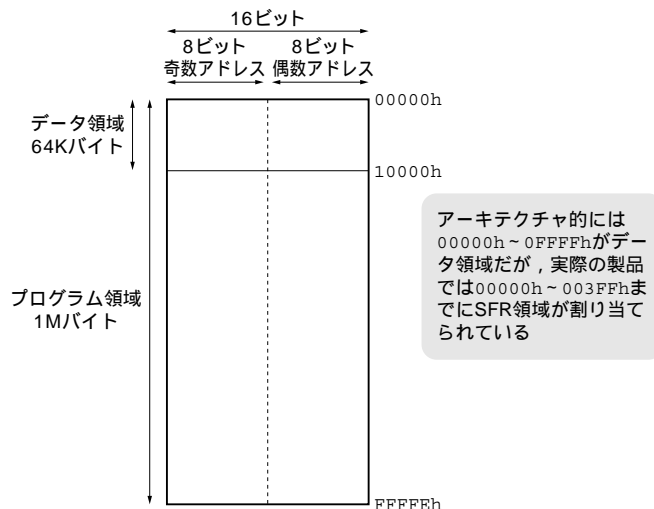 16ビット
8ビット 8ビット
奇数アドレス 偶数アドレス
00000h
データ領域
64Kバイト
10000h
アーキテクチャ的には
00000h~0FFFFhがデー
タ領域だが，実際の製品
では00000h~003FFhま
でにSFR領域が割り当て
られている
プログラム領域
1Mバイト
FFFFEh